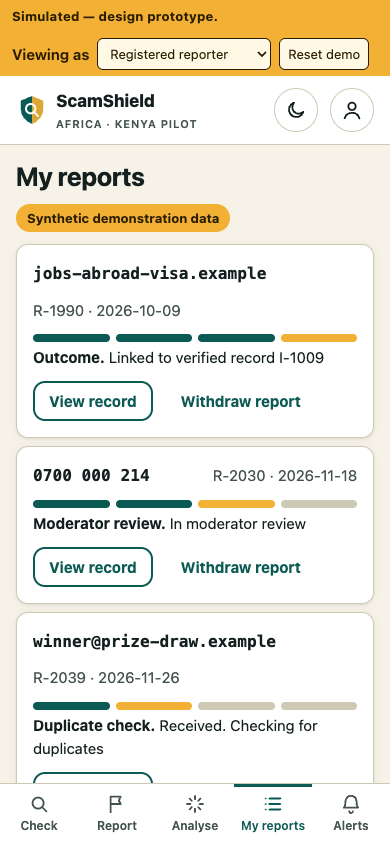 Simulated — design prototype.
Viewing as Registered reporter Reset demo
ScamShield
AFRICA · KENYA PILOT
My reports
Synthetic demonstration data
jobs-abroad-visa.example
R-1990 · 2026-10-09
Outcome. Linked to verified record I-1009
View record Withdraw report
0700 000 214 R-2030 · 2026-11-18
Moderator review. In moderator review
View record Withdraw report
winner@prize-draw.example
R-2039 · 2026-11-26
Duplicate check. Received. Checking for
duplicates
Check Report Analyse My reports Alerts